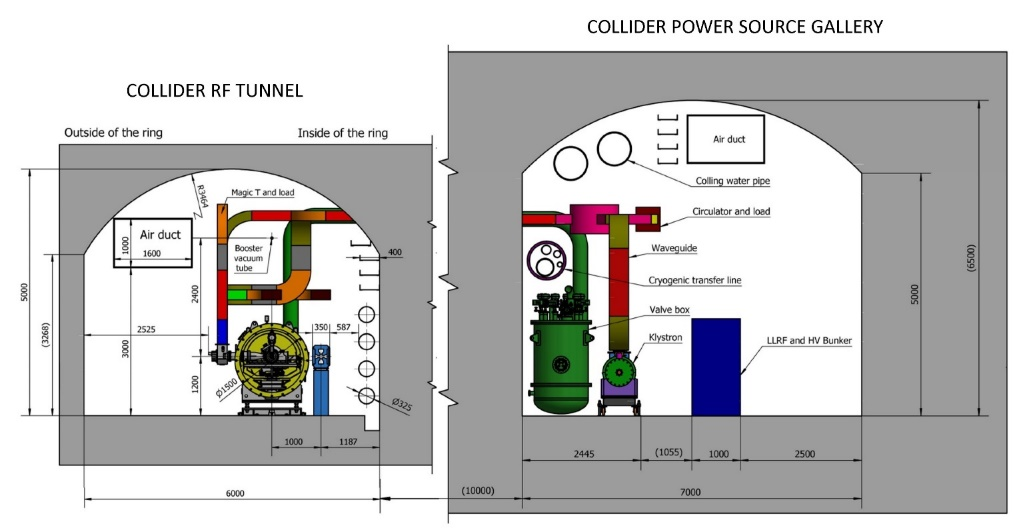 COLLIDER POWER SOURCE GALLERY
COLLIDER RF TUNNEL
Outside of the ring
Inside of the ring
R3464
Magic T and load
Air duct
1000
1600
Booster
vacuum
tube
400
5000
(3268)
2400
2525
3000
350
587
1200
Ø1500
Ø325
1000
1187
6000
(10000)
Air duct
Colling water pipe
Circulator and load
Waveguide
Cryogenic transfer line
Valve box
Klystron
LLRF and HV Bunker
(6500)
5000
2445
(1055)
1000
2500
7000